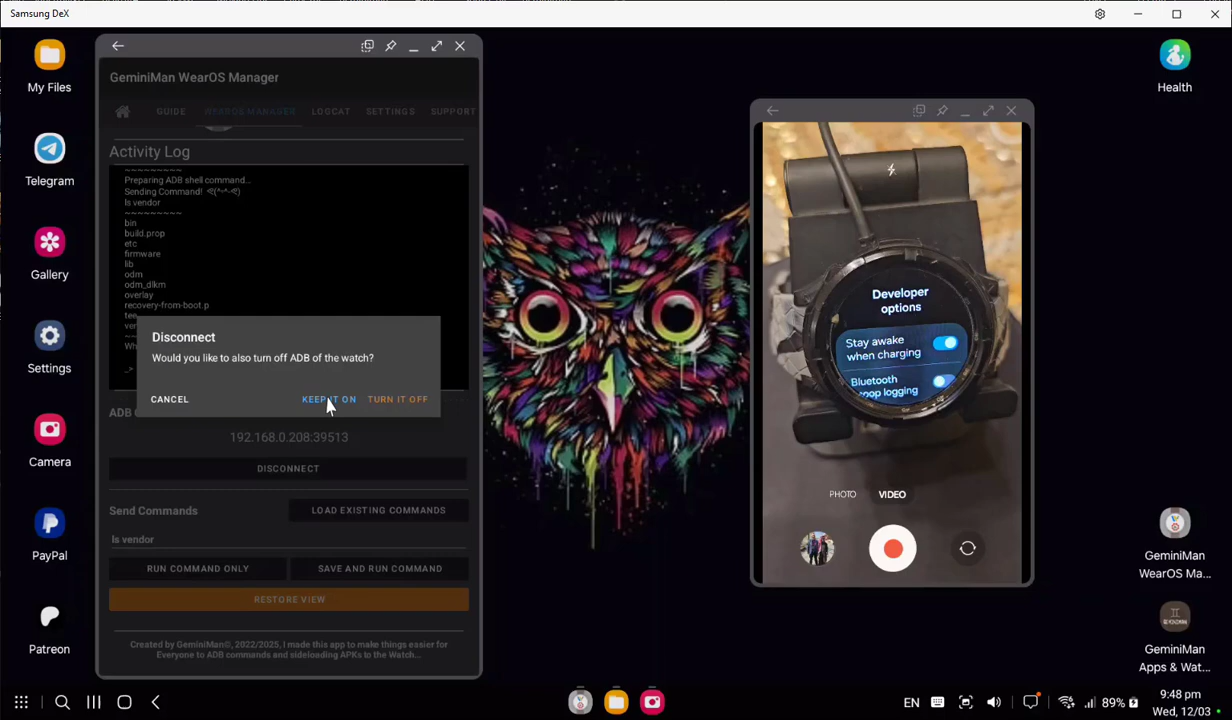 Samsung DeX
My Files
Telegram
Gallery
Settings
Camera
PayPal
Patreon
GeminiMan WearOS Manager
GUIDE
WEAROS MANAGER
LOGCAT
SETTINGS
SUPPORT
Activity Log
~~~~~~~~~
Preparing ADB shell command...
ls vendor
~~~~~~~~~
bin
build.prop
etc
firmware
lib
odm
odm_dlkm
overlay
recovery-from-boot.p
tee
Disconnect
Would you like to also turn off ADB of the watch?
CANCEL
KEEP IT ON
TURN IT OFF
192.168.0.208:39513
DISCONNECT
Send Commands
LOAD EXISTING COMMANDS
ls vendor
RUN COMMAND ONLY
SAVE AND RUN COMMAND
RESTORE VIEW
Created by GeminiMan©, 2022/2025, I made this app to make things easier for
Everyone to ADB commands and sideloading APKs to the Watch...
Developer
options
Stay awake
when charging
Bluetooth
logging
PHOTO
VIDEO
Health
GeminiMan
WearOS Ma...
GeminiMan
Apps & Wat...
EN
89%
9:48 pm
Wed, 12/03